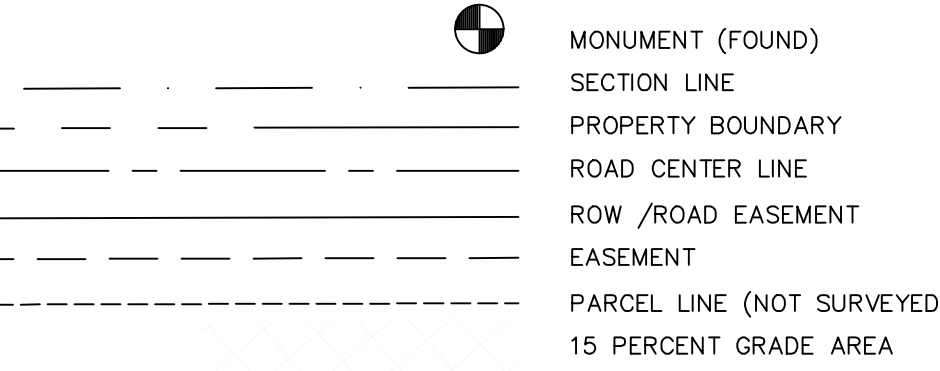 MONUMENT (FOUND)
SECTION LINE
PROPERTY BOUNDARY
ROAD CENTER LINE
ROW /ROAD EASEMENT
EASEMENT
PARCEL LINE (NOT SURVEYED
15 PERCENT GRADE AREA